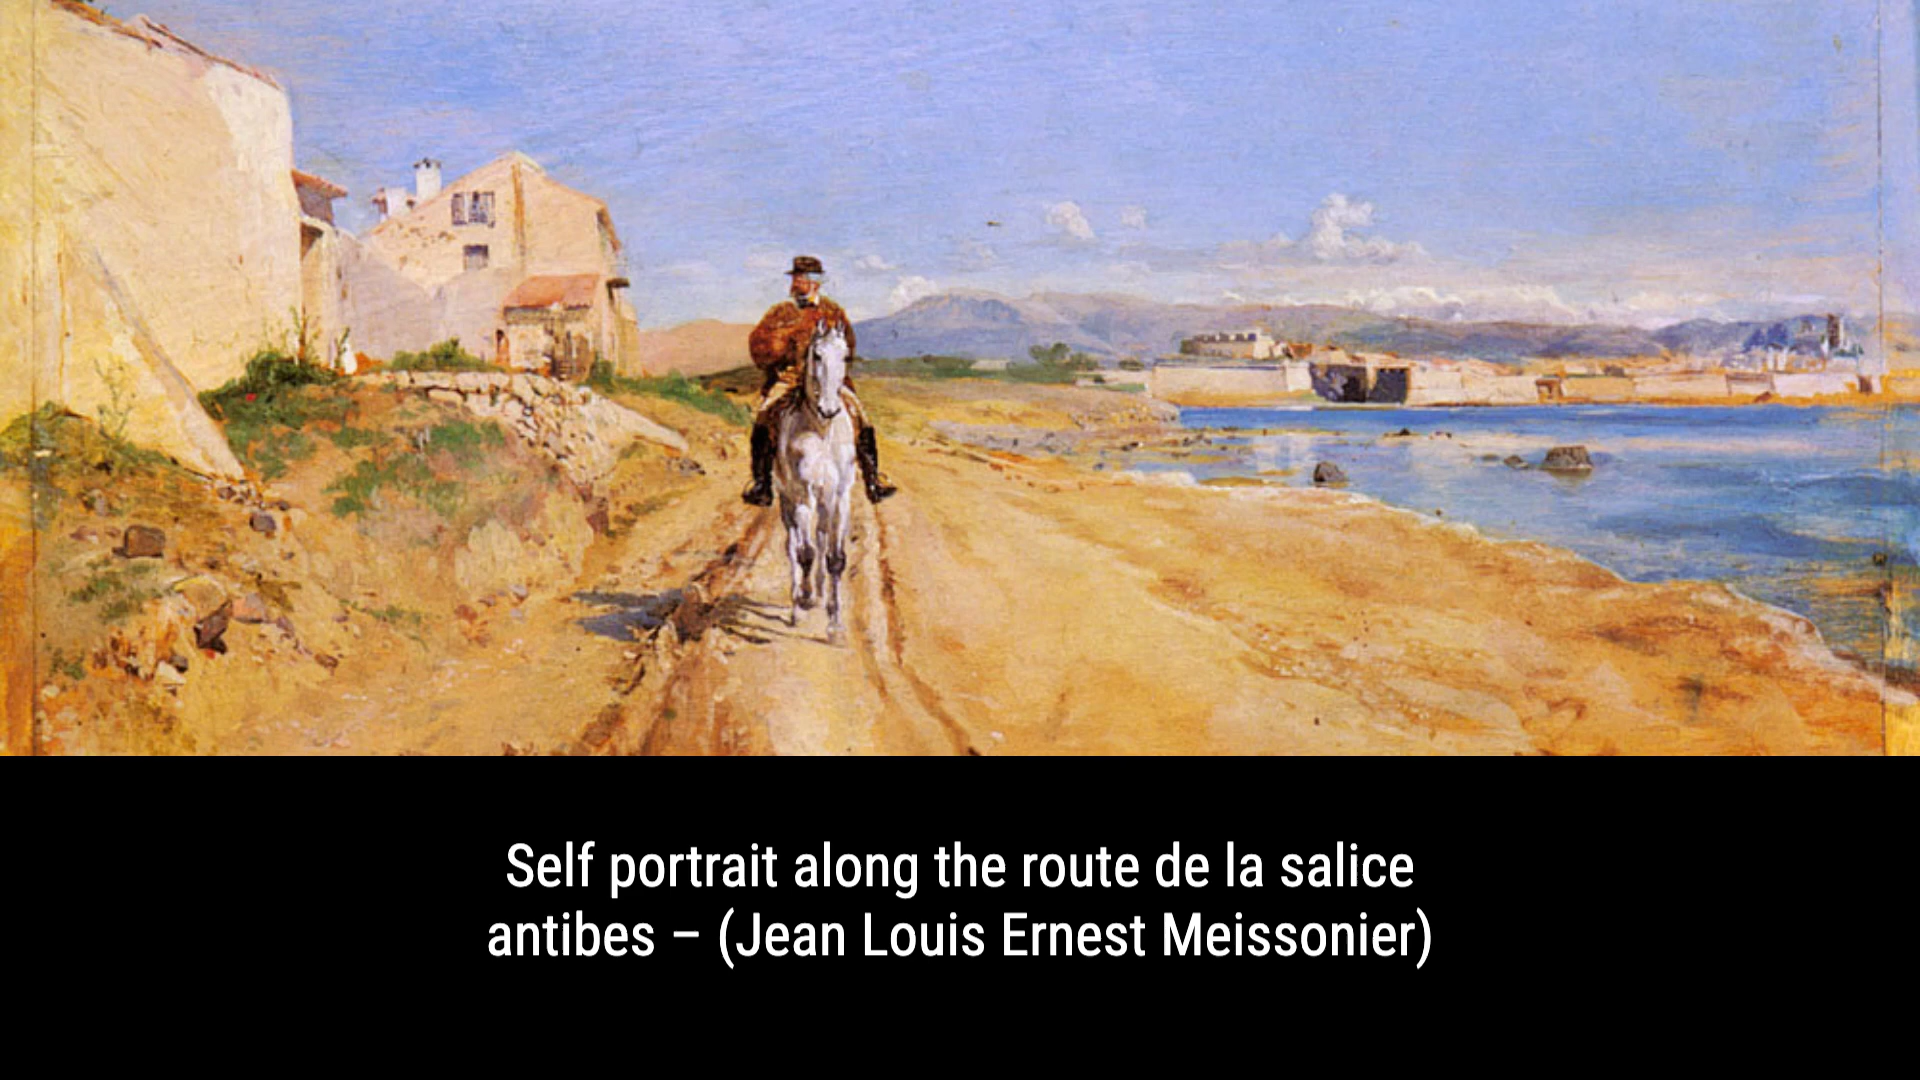 Self portrait along the route de la salice
antibes – (Jean Louis Ernest Meissonier)